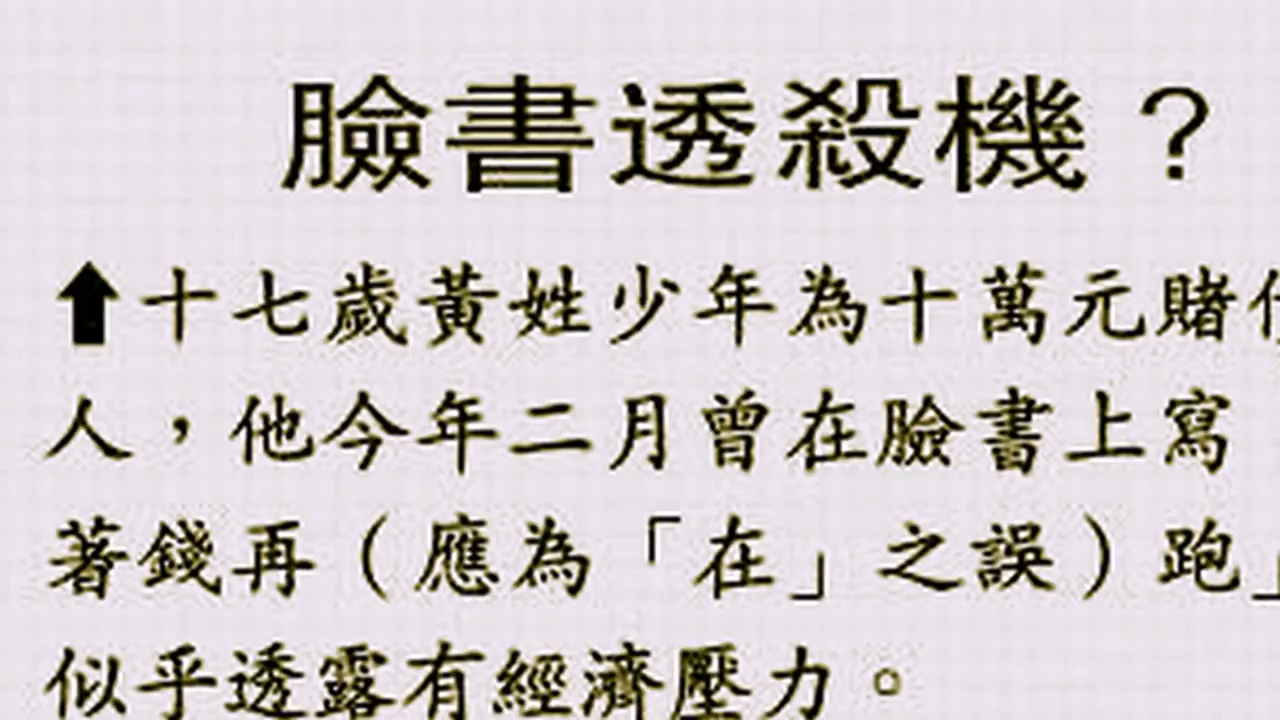 臉書透殺機？
⬆十七歲黃姓少年為十萬元賭
人，他今年二月曾在臉書上寫
著錢再（應為「在」之誤）跑」
似乎透露有經濟壓力。